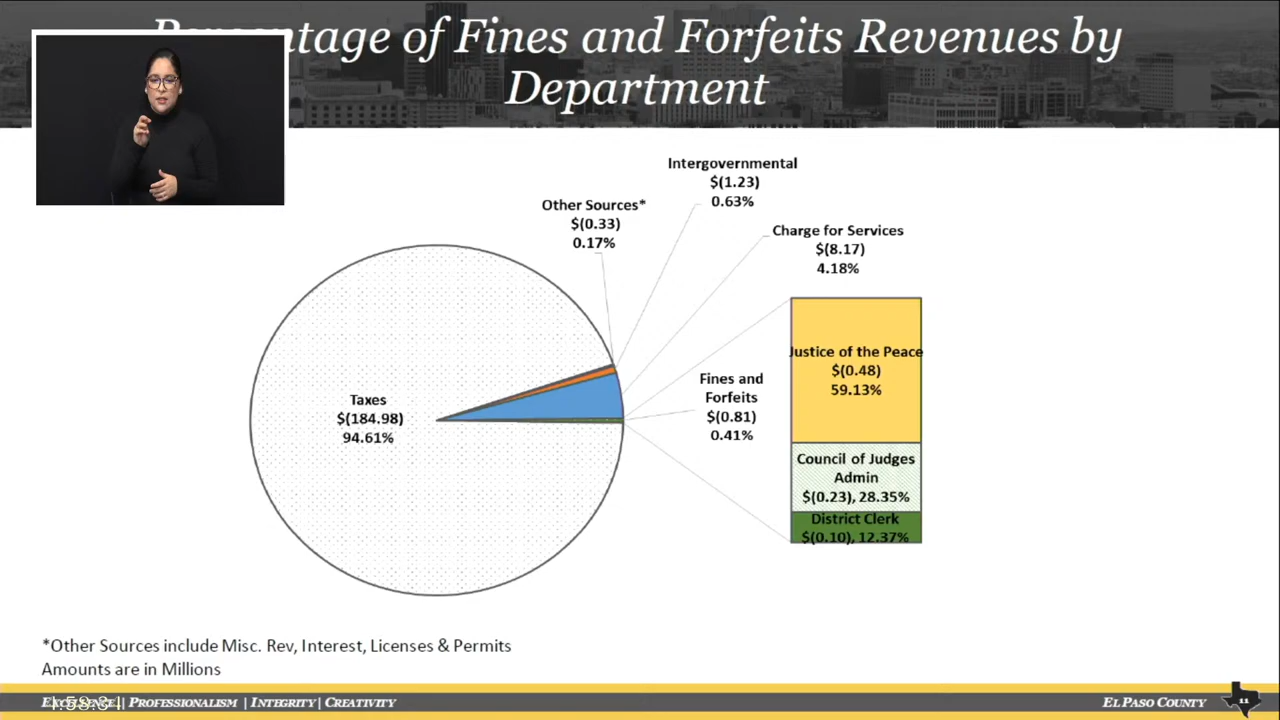 Percentage of Fines and Forfeits Revenues by
Department
Intergovernmental
$(1.23)
0.63%
Other Sources*
$(0.33)
0.17%
Charge for Services
$(8.17)
4.18%
Justice of the Peace
$(0.48)
59.13%
Fines and
Forfeits
$(0.81)
0.41%
Taxes
$(184.98)
94.61%
Council of Judges
Admin
$(0.23), 28.35%
District Clerk
$(0.10), 12.37%
*Other Sources include Misc. Rev, Interest, Licenses & Permits
Amounts are in Millions
| PROFESSIONALISM | INTEGRITY | CREATIVITY
EL PASO COUNTY
11